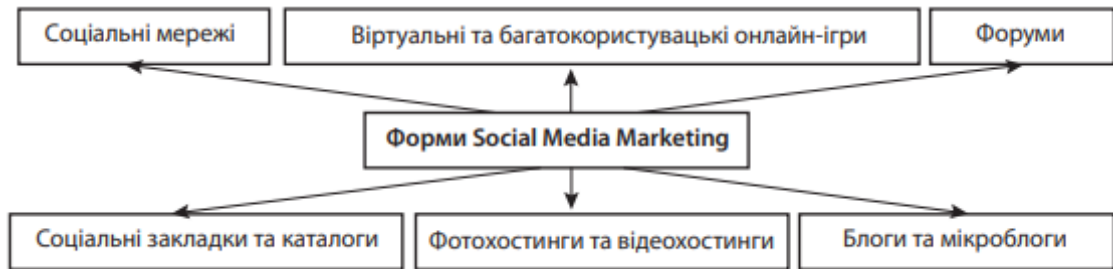 Соціальні мережі
Віртуальні та багатокористувацькі онлайн-ігри
Форуми
Форми Social Media Marketing
Соціальні закладки та каталоги
Фотохостинги та відеохостинги
Блоги та мікроблоги